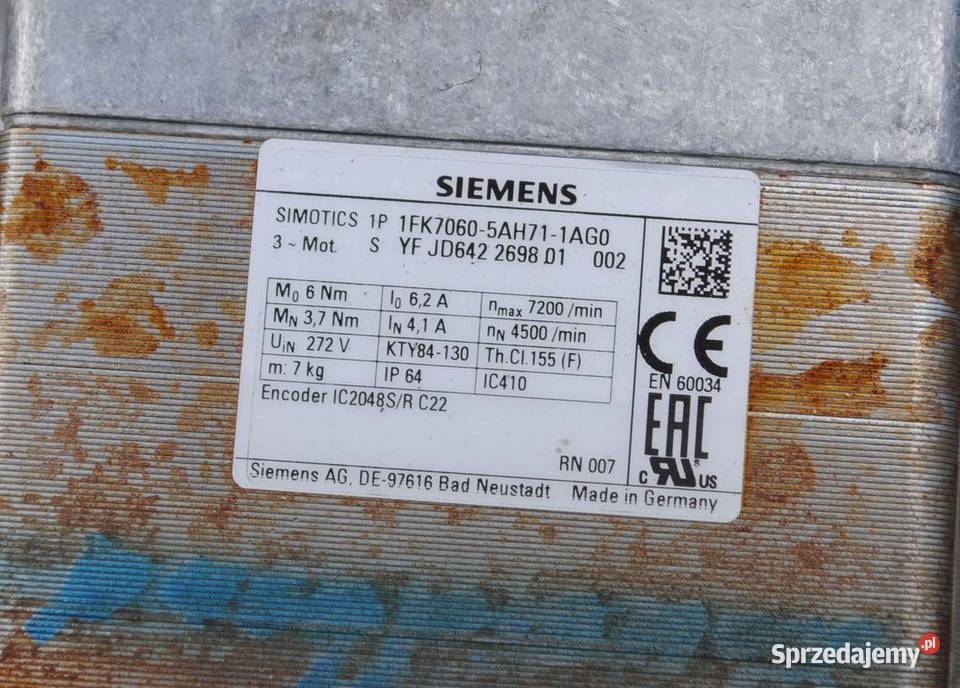 SIEMENS
SIMOTICS 1P 1FK7060-5AH71-1AG0
3 ~ Mot. S YF JD642 2698 01 002
M0 6 Nm I0 6,2 A nmax 7200 /min
MN 3,7 Nm IN 4,1 A nN 4500 /min
UiN 272 V KTY84-130 Th.Cl.155 (F)
m: 7 kg IP 64 IC410
Encoder IC2048S/R C22
CE
EN 60034
EAC
c RU® US
RN 007
Siemens AG, DE-97616 Bad Neustadt Made in Germany
Sprzedajemy.pl